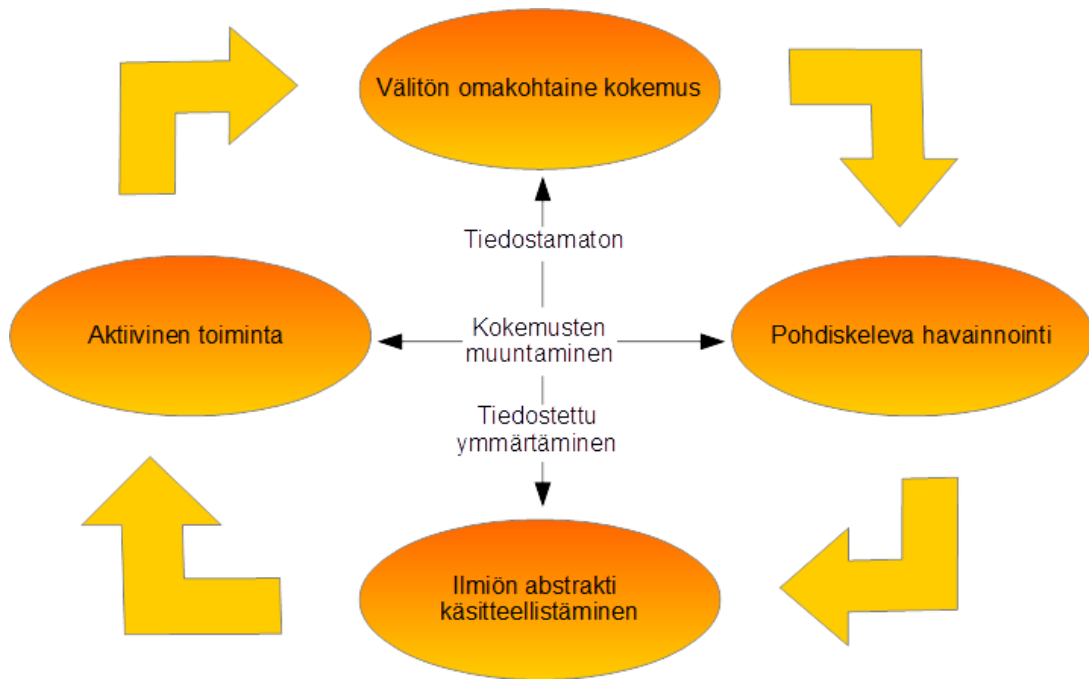 Välitön omakohtaine kokemus
Tiedostamaton
Aktiivinen toiminta
Kokemusten
muuntaminen
Pohdiskeleva havainnointi
Tiedostettu
ymmärtäminen
Ilmiön abstrakti
käsitteellistäminen